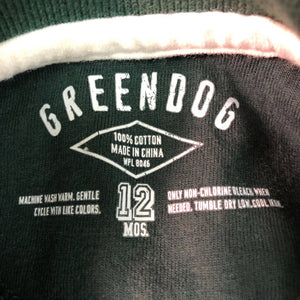 GREENDOG
100% COTTON
MADE IN CHINA
WPL 8046
MACHINE WASH WARM, GENTLE
CYCLE WITH LIKE COLORS.
12
MOS.
ONLY NON-CHLORINE BLEACH, WHEN
NEEDED, TUMBLE DRY LOW, COOL IRON.